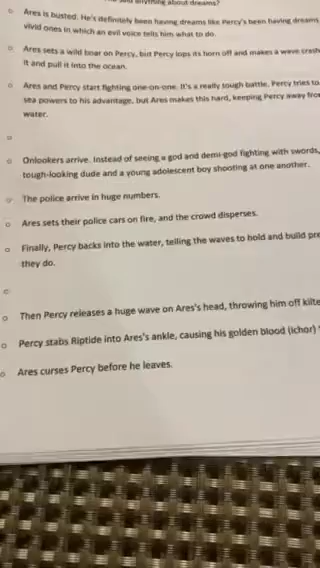 anything about dreams?
Ares is busted. He's definitely been having dreams like Percy's been having dreams
vivid ones in which an evil voice tells him what to do.
Ares sets a wild boar on Percy, but Percy lops its horn off and makes a wave crash
it and pull it into the ocean.
Ares and Percy start fighting one-on-one. It's a really tough battle. Percy tries to
sea powers to his advantage, but Ares makes this hard, keeping Percy away from
water.
Onlookers arrive. Instead of seeing a god and demi-god fighting with swords,
tough-looking dude and a young adolescent boy shooting at one another.
The police arrive in huge numbers.
Ares sets their police cars on fire, and the crowd disperses.
Finally, Percy backs into the water, telling the waves to hold and build pre
they do.
Then Percy releases a huge wave on Ares's head, throwing him off kilte
Percy stabs Riptide into Ares's ankle, causing his golden blood (ichor)
Ares curses Percy before he leaves.